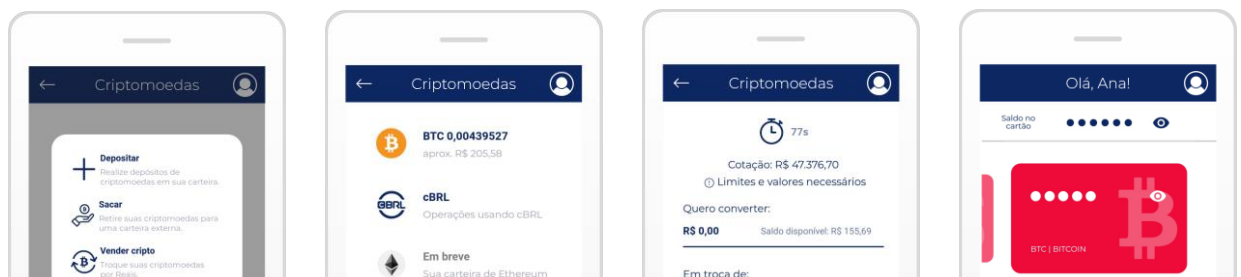 Criptomoedas
Depositar
Realize depósitos de
criptomoedas em sua carteira.
Sacar
Retire suas criptomoedas para
uma carteira externa.
Vender cripto
Troque suas criptomoedas
por Reais.
Criptomoedas
BTC 0,00439527
aprox. R$ 205,58
CBRL
cBRL
Operações usando cBRL
Em breve
Sua carteira de Ethereum
Criptomoedas
77s
Cotação: R$ 47.376,70
Limites e valores necessários
Quero converter:
R$ 0,00 Saldo disponível: R$ 155,69
Em troca de:
Olá, Ana!
Saldo no
cartão
BTC | BITCOIN